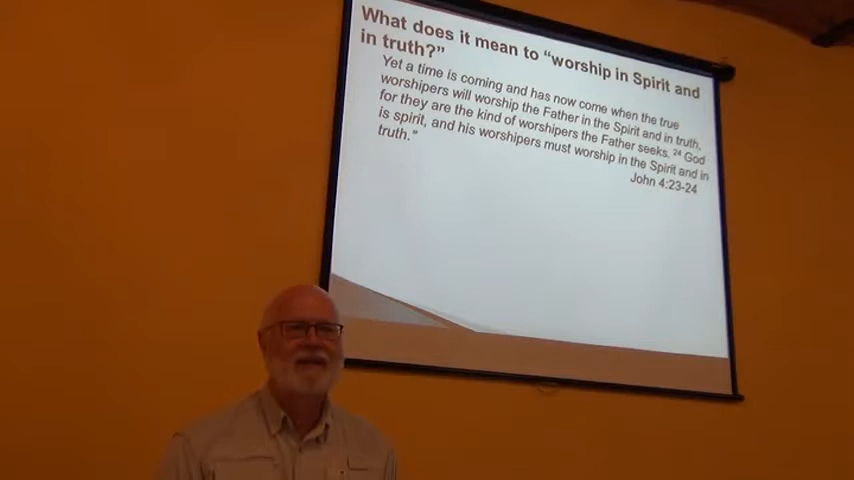 What does it mean to “worship in Spirit and
in truth?”
Yet a time is coming and has now come when the true
worshipers will worship the Father in the Spirit and in truth,
for they are the kind of worshipers the Father seeks. 24 God
is spirit, and his worshipers must worship in the Spirit and in
truth.”
John 4:23-24